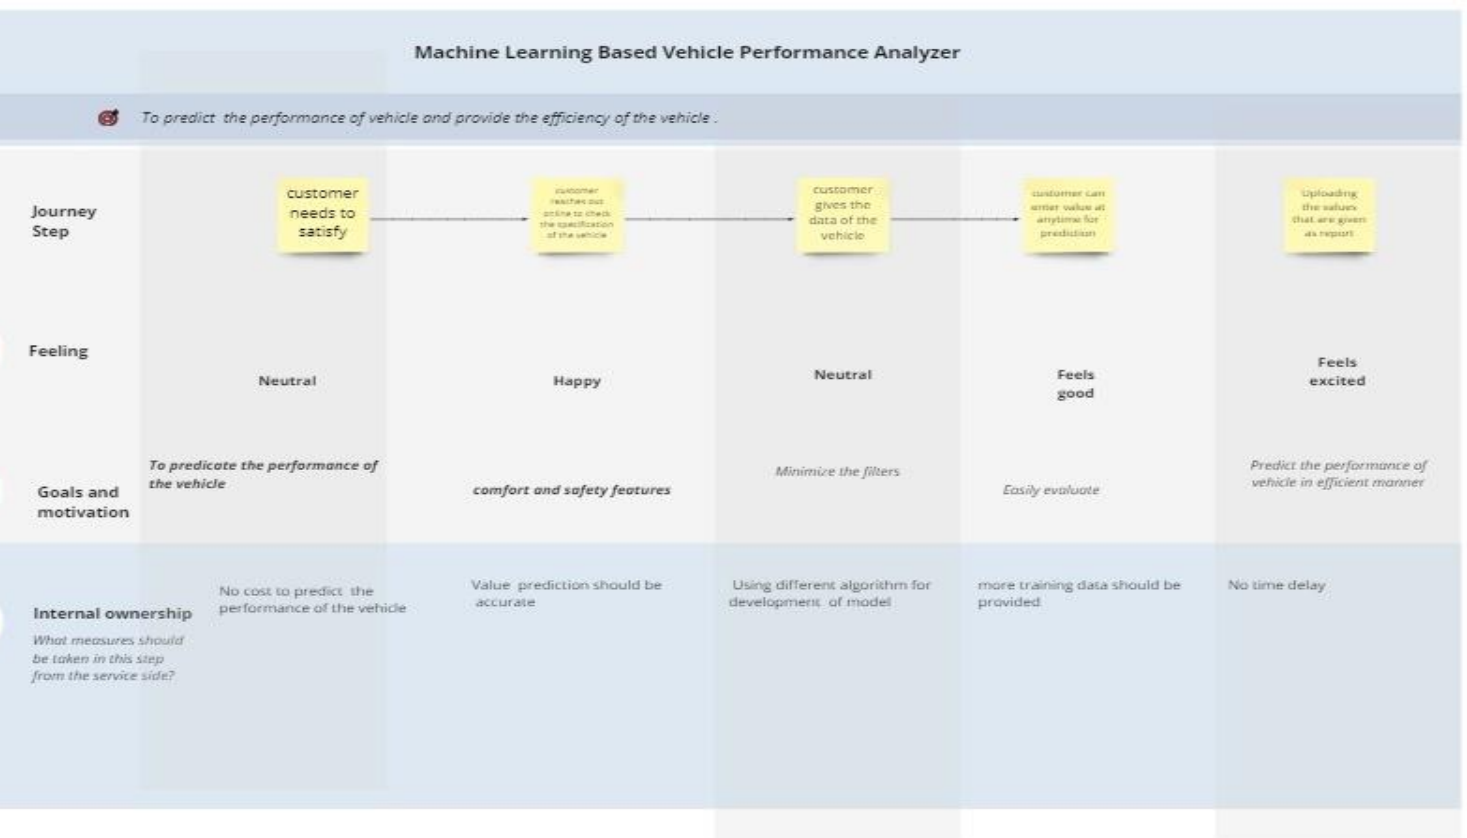 Machine Learning Based Vehicle Performance Analyzer
To predict the performance of vehicle and provide the efficiency of the vehicle .
Journey
Step
customer
needs to
satisfy
customer
reaches out
online to check
the specification
of the vehicle
customer
gives the
data of the
vehicle
customer can
enter value at
anytime for
prediction
Uploading
the values
that are given
as report
Feeling
Neutral
Happy
Neutral
Feels
good
Feels
excited
Goals and
motivation
To predicate the performance of
the vehicle
comfort and safety features
Minimize the filters
Easily evaluate
Predict the performance of
vehicle in efficient manner
Internal ownership
What measures should
be taken in this step
from the service side?
No cost to predict the
performance of the vehicle
Value prediction should be
accurate
Using different algorithm for
development of model
more training data should be
provided
No time delay